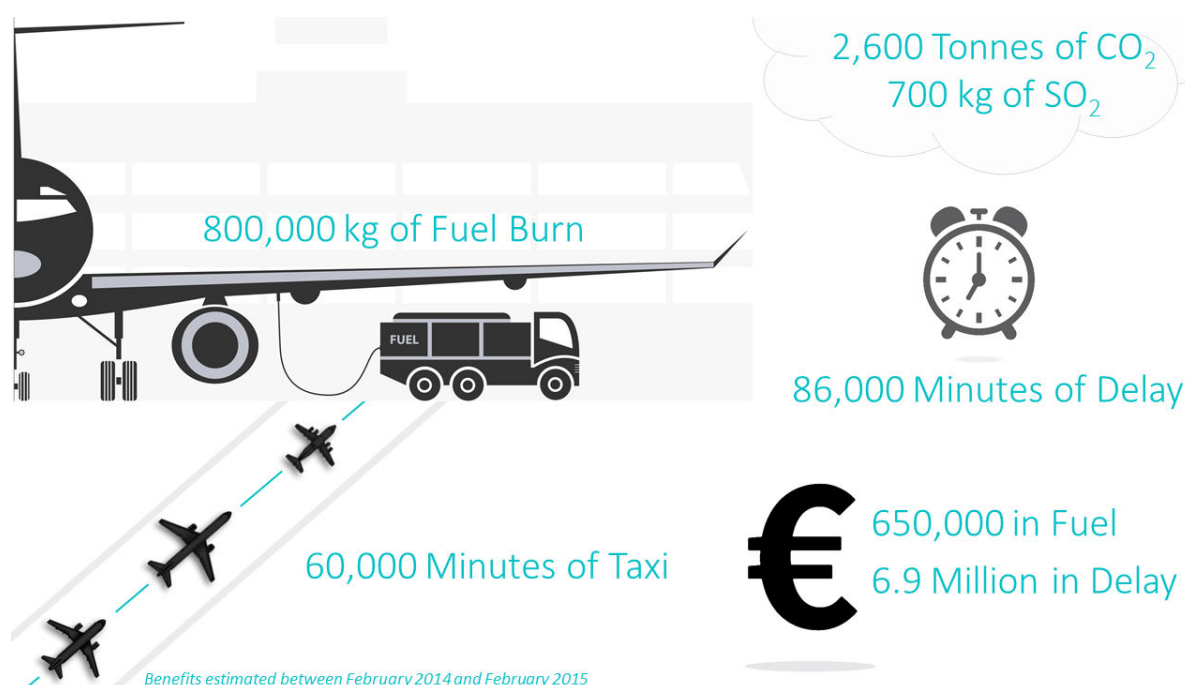 2,600 Tonnes of CO₂
700 kg of SO₂
800,000 kg of Fuel Burn
FUEL
86,000 Minutes of Delay
60,000 Minutes of Taxi
€
650,000 in Fuel
6.9 Million in Delay
Benefits estimated between February 2014 and February 2015